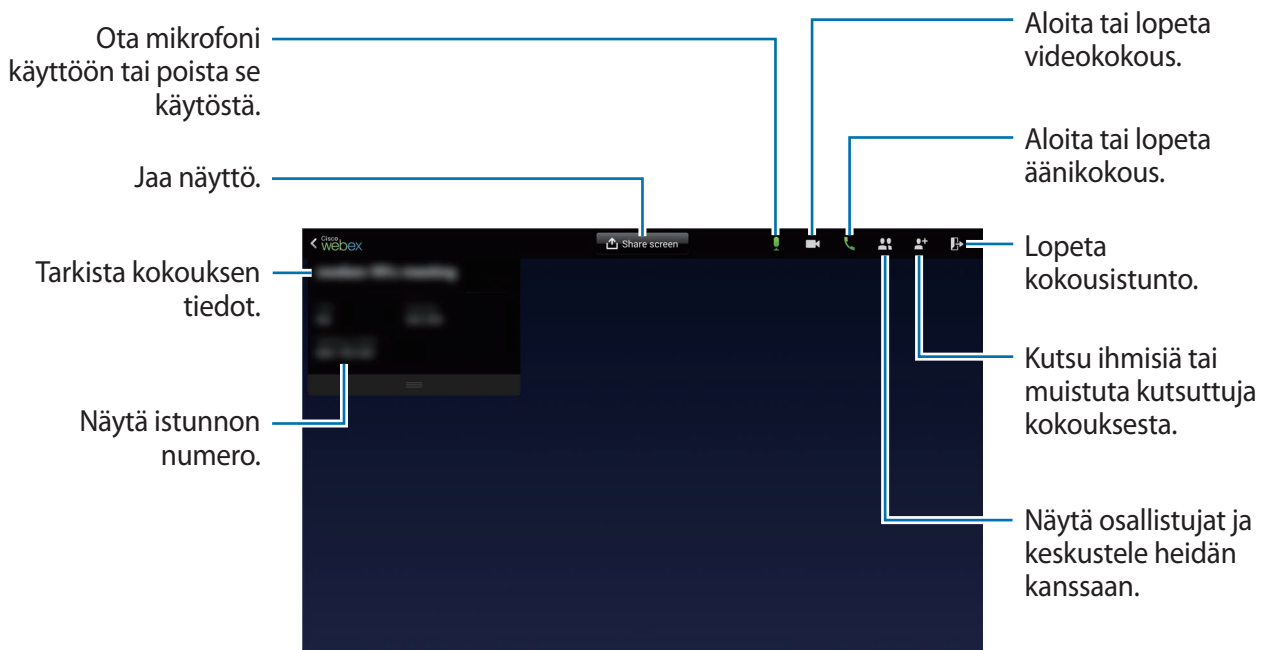 Ota mikrofoni
käyttöön tai poista se
käytöstä.
Jaa näyttö.
Tarkista kokouksen
tiedot.
Näytä istunnon
numero.
Cisco
webex
Share screen
Aloita tai lopeta
videokokous.
Aloita tai lopeta
äänikokous.
Lopeta
kokousistunto.
Kutsu ihmisiä tai
muistuta kutsuttuja
kokouksesta.
Näytä osallistujat ja
keskustele heidän
kanssaan.